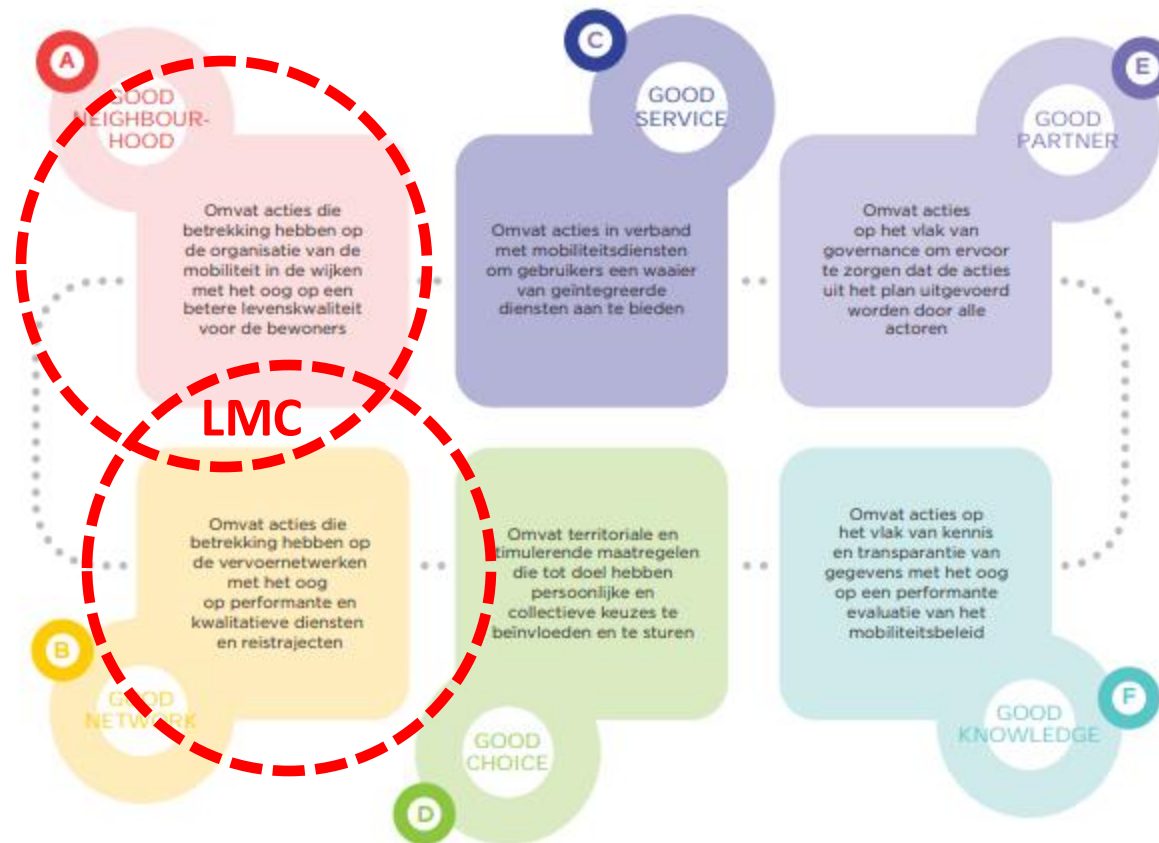 A
GOOD
NEIGHBOUR-
HOOD
Omvat acties die
betrekking hebben op
de organisatie van de
mobiliteit in de wijken
met het oog op een
betere levenskwaliteit
voor de bewoners
C
GOOD
SERVICE
Omvat acties in verband
met mobiliteitsdiensten
om gebruikers een waaier
van geïntegreerde
diensten aan te bieden
E
GOOD
PARTNER
Omvat acties
op het vlak van
governance om ervoor
te zorgen dat de acties
uit het plan uitgevoerd
worden door alle
actoren
LMC
B
GOOD
NETWORK
Omvat acties die
betrekking hebben op
de vervoernetwerken
met het oog
op performante en
kwalitatieve diensten
en reistrajecten
Omvat territoriale en
stimulerende maatregelen
die tot doel hebben
persoonlijke en
collectieve keuzes te
beïnvloeden en te sturen
D
GOOD
CHOICE
Omvat acties op
het vlak van kennis
en transparantie van
gegevens met het oog
op een performante
evaluatie van het
mobiliteitsbeleid
F
GOOD
KNOWLEDGE